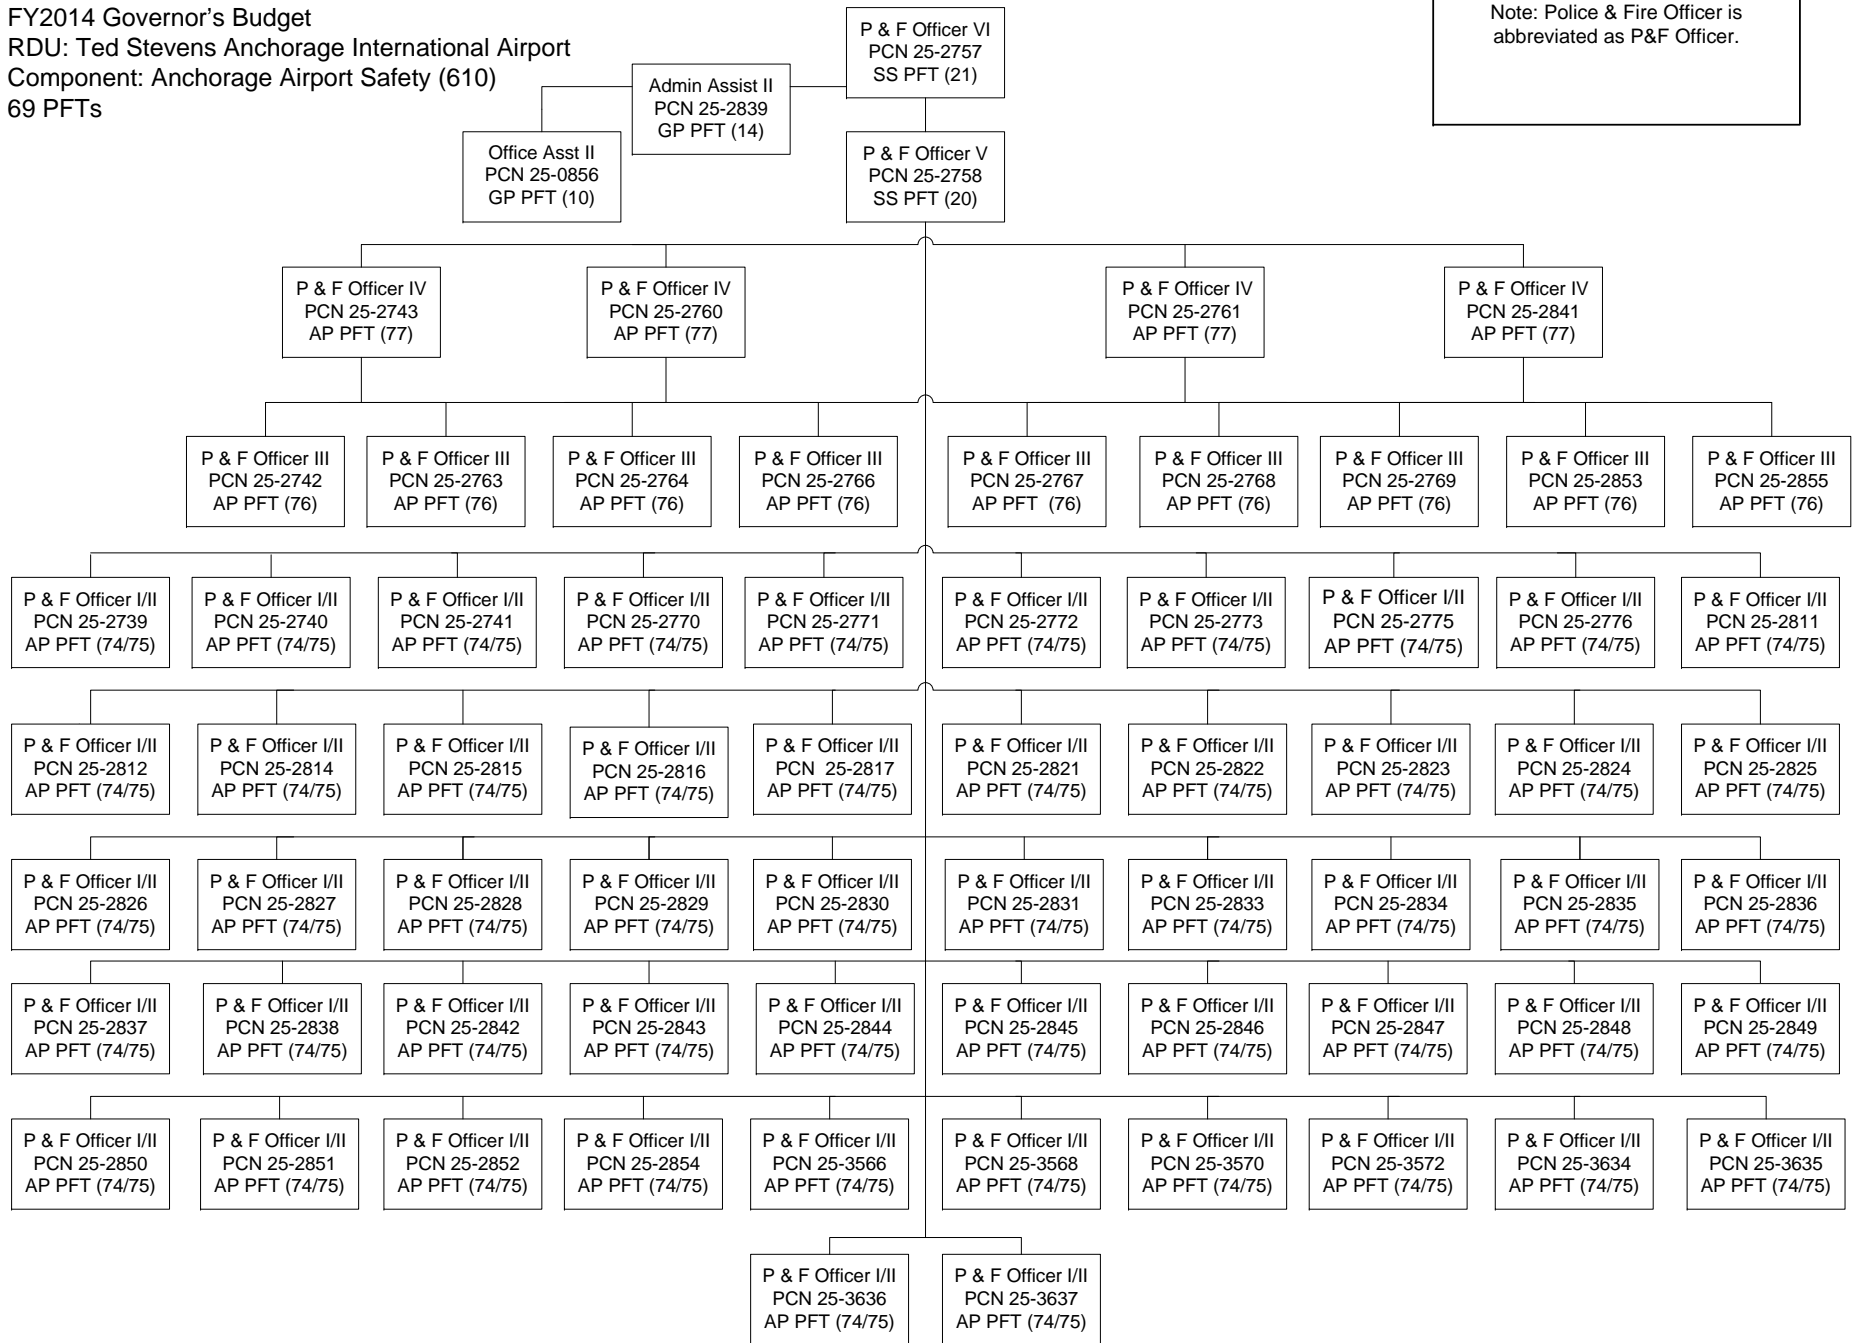 FY2014 Governor's Budget
RDU: Ted Stevens Anchorage International Airport
Component: Anchorage Airport Safety (610)
69 PFTs
Note: Police & Fire Officer is
abbreviated as P&F Officer.
P & F Officer VI
PCN 25-2757
SS PFT (21)
Admin Assist II
PCN 25-2839
GP PFT (14)
Office Asst II
PCN 25-0856
GP PFT (10)
P & F Officer V
PCN 25-2758
SS PFT (20)
P & F Officer IV
PCN 25-2743
AP PFT (77)
P & F Officer IV
PCN 25-2760
AP PFT (77)
P & F Officer IV
PCN 25-2761
AP PFT (77)
P & F Officer IV
PCN 25-2841
AP PFT (77)
P & F Officer III
PCN 25-2742
AP PFT (76)
P & F Officer III
PCN 25-2763
AP PFT (76)
P & F Officer III
PCN 25-2764
AP PFT (76)
P & F Officer III
PCN 25-2766
AP PFT (76)
P & F Officer III
PCN 25-2767
AP PFT (76)
P & F Officer III
PCN 25-2768
AP PFT (76)
P & F Officer III
PCN 25-2769
AP PFT (76)
P & F Officer III
PCN 25-2853
AP PFT (76)
P & F Officer III
PCN 25-2855
AP PFT (76)
P & F Officer I/II
PCN 25-2739
AP PFT (74/75)
P & F Officer I/II
PCN 25-2740
AP PFT (74/75)
P & F Officer I/II
PCN 25-2741
AP PFT (74/75)
P & F Officer I/II
PCN 25-2770
AP PFT (74/75)
P & F Officer I/II
PCN 25-2771
AP PFT (74/75)
P & F Officer I/II
PCN 25-2772
AP PFT (74/75)
P & F Officer I/II
PCN 25-2773
AP PFT (74/75)
P & F Officer I/II
PCN 25-2775
AP PFT (74/75)
P & F Officer I/II
PCN 25-2776
AP PFT (74/75)
P & F Officer I/II
PCN 25-2811
AP PFT (74/75)
P & F Officer I/II
PCN 25-2812
AP PFT (74/75)
P & F Officer I/II
PCN 25-2814
AP PFT (74/75)
P & F Officer I/II
PCN 25-2815
AP PFT (74/75)
P & F Officer I/II
PCN 25-2816
AP PFT (74/75)
P & F Officer I/II
PCN 25-2817
AP PFT (74/75)
P & F Officer I/II
PCN 25-2821
AP PFT (74/75)
P & F Officer I/II
PCN 25-2822
AP PFT (74/75)
P & F Officer I/II
PCN 25-2823
AP PFT (74/75)
P & F Officer I/II
PCN 25-2824
AP PFT (74/75)
P & F Officer I/II
PCN 25-2825
AP PFT (74/75)
P & F Officer I/II
PCN 25-2826
AP PFT (74/75)
P & F Officer I/II
PCN 25-2827
AP PFT (74/75)
P & F Officer I/II
PCN 25-2828
AP PFT (74/75)
P & F Officer I/II
PCN 25-2829
AP PFT (74/75)
P & F Officer I/II
PCN 25-2830
AP PFT (74/75)
P & F Officer I/II
PCN 25-2831
AP PFT (74/75)
P & F Officer I/II
PCN 25-2833
AP PFT (74/75)
P & F Officer I/II
PCN 25-2834
AP PFT (74/75)
P & F Officer I/II
PCN 25-2835
AP PFT (74/75)
P & F Officer I/II
PCN 25-2836
AP PFT (74/75)
P & F Officer I/II
PCN 25-2837
AP PFT (74/75)
P & F Officer I/II
PCN 25-2838
AP PFT (74/75)
P & F Officer I/II
PCN 25-2842
AP PFT (74/75)
P & F Officer I/II
PCN 25-2843
AP PFT (74/75)
P & F Officer I/II
PCN 25-2844
AP PFT (74/75)
P & F Officer I/II
PCN 25-2845
AP PFT (74/75)
P & F Officer I/II
PCN 25-2846
AP PFT (74/75)
P & F Officer I/II
PCN 25-2847
AP PFT (74/75)
P & F Officer I/II
PCN 25-2848
AP PFT (74/75)
P & F Officer I/II
PCN 25-2849
AP PFT (74/75)
P & F Officer I/II
PCN 25-2850
AP PFT (74/75)
P & F Officer I/II
PCN 25-2851
AP PFT (74/75)
P & F Officer I/II
PCN 25-2852
AP PFT (74/75)
P & F Officer I/II
PCN 25-2854
AP PFT (74/75)
P & F Officer I/II
PCN 25-3566
AP PFT (74/75)
P & F Officer I/II
PCN 25-3568
AP PFT (74/75)
P & F Officer I/II
PCN 25-3570
AP PFT (74/75)
P & F Officer I/II
PCN 25-3572
AP PFT (74/75)
P & F Officer I/II
PCN 25-3634
AP PFT (74/75)
P & F Officer I/II
PCN 25-3635
AP PFT (74/75)
P & F Officer I/II
PCN 25-3636
AP PFT (74/75)
P & F Officer I/II
PCN 25-3637
AP PFT (74/75)